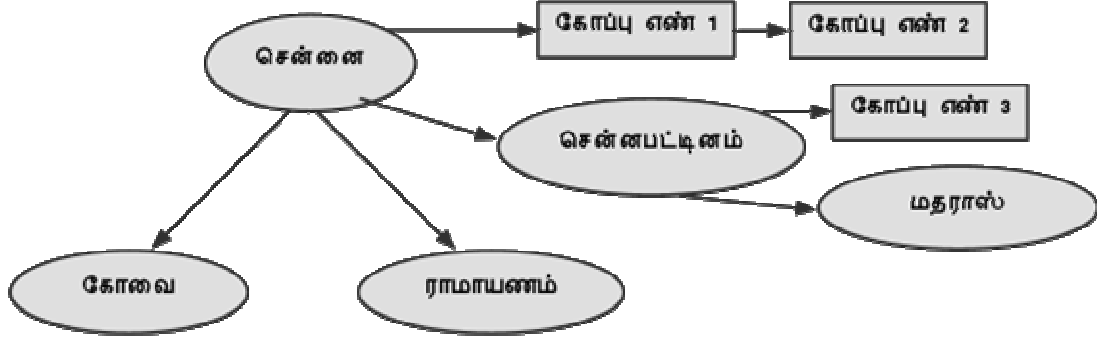 சென்னை
கோப்பு எண் 1
கோப்பு எண் 2
சென்னபட்டினம்
கோப்பு எண் 3
மதராஸ்
கோவை
ராமாயணம்